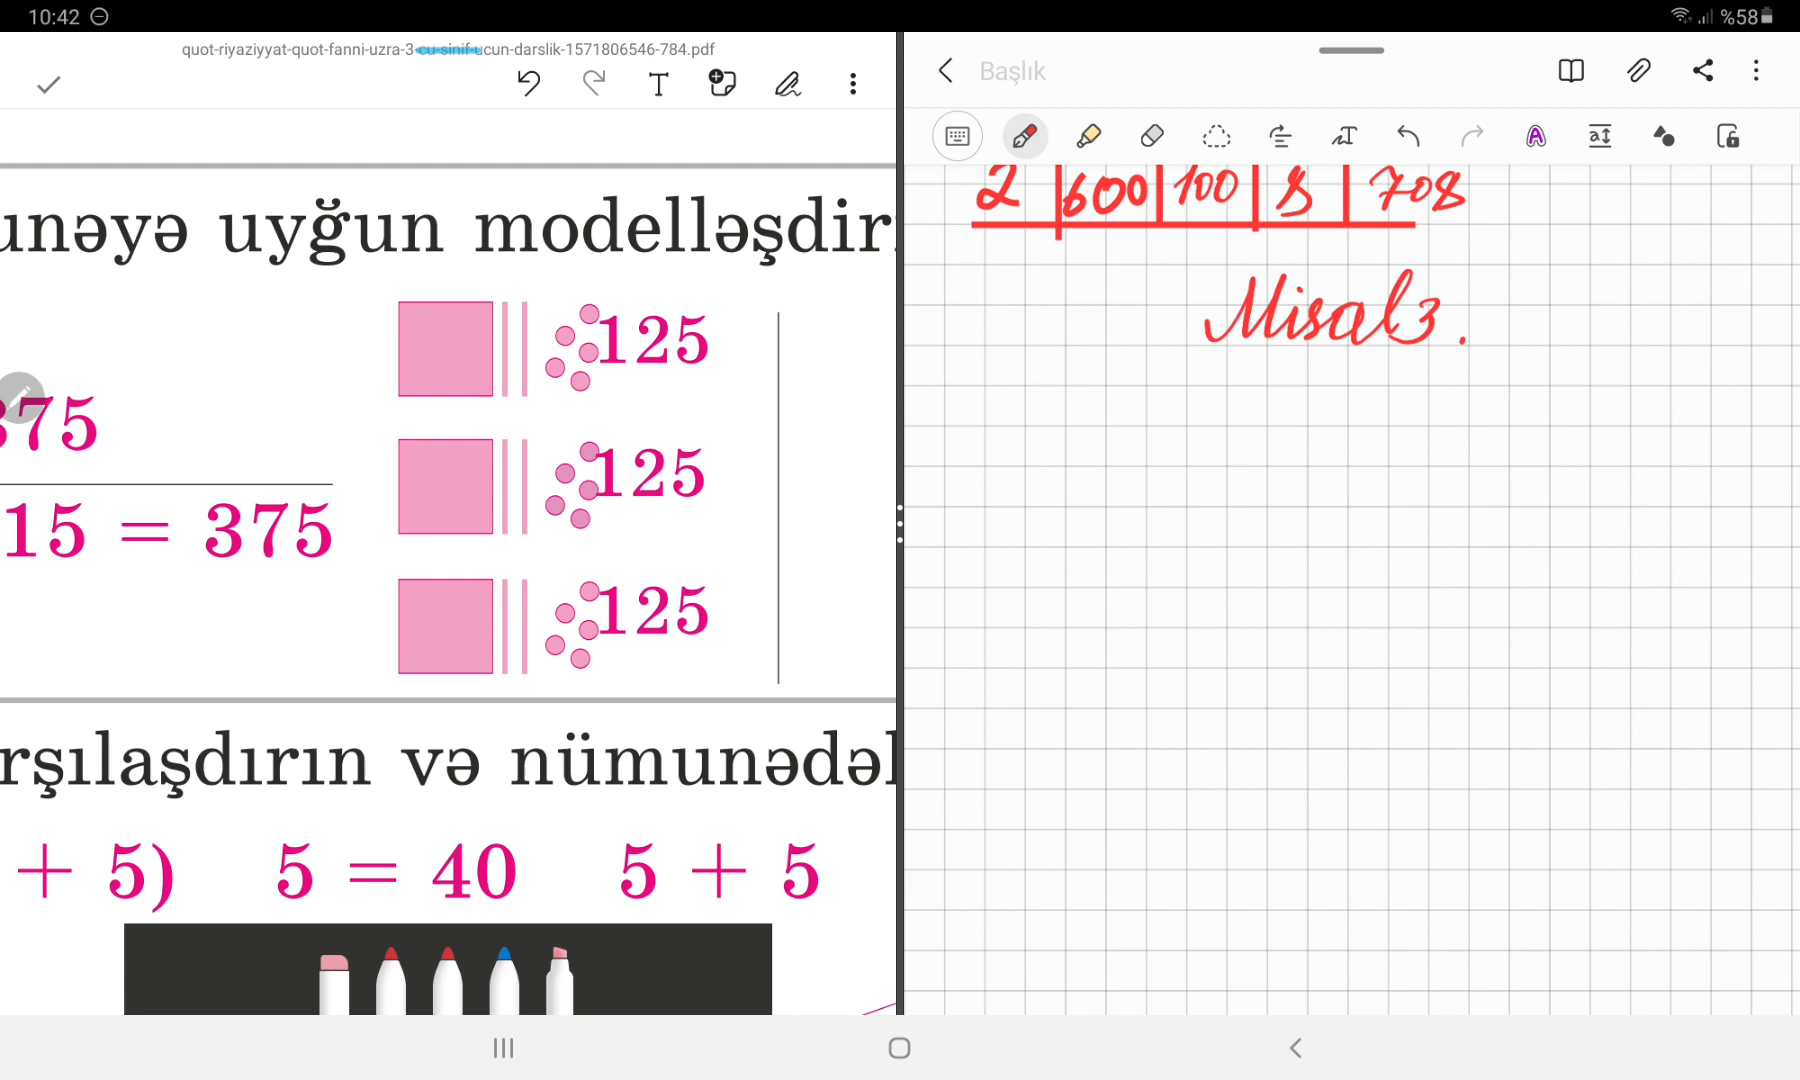 10:42
%58
quot-riyaziyyat-quot-fanni-uzra-3-cu-sinif-ucun-darslik-1571806546-784.pdf
unəyə uyğun modelləşdir
125
375
125
15 = 375
125
rşılaşdırın və nümunədə
+ 5) 5 = 40 5 + 5
Başlık
2 600 100 8 708
Misal 3.